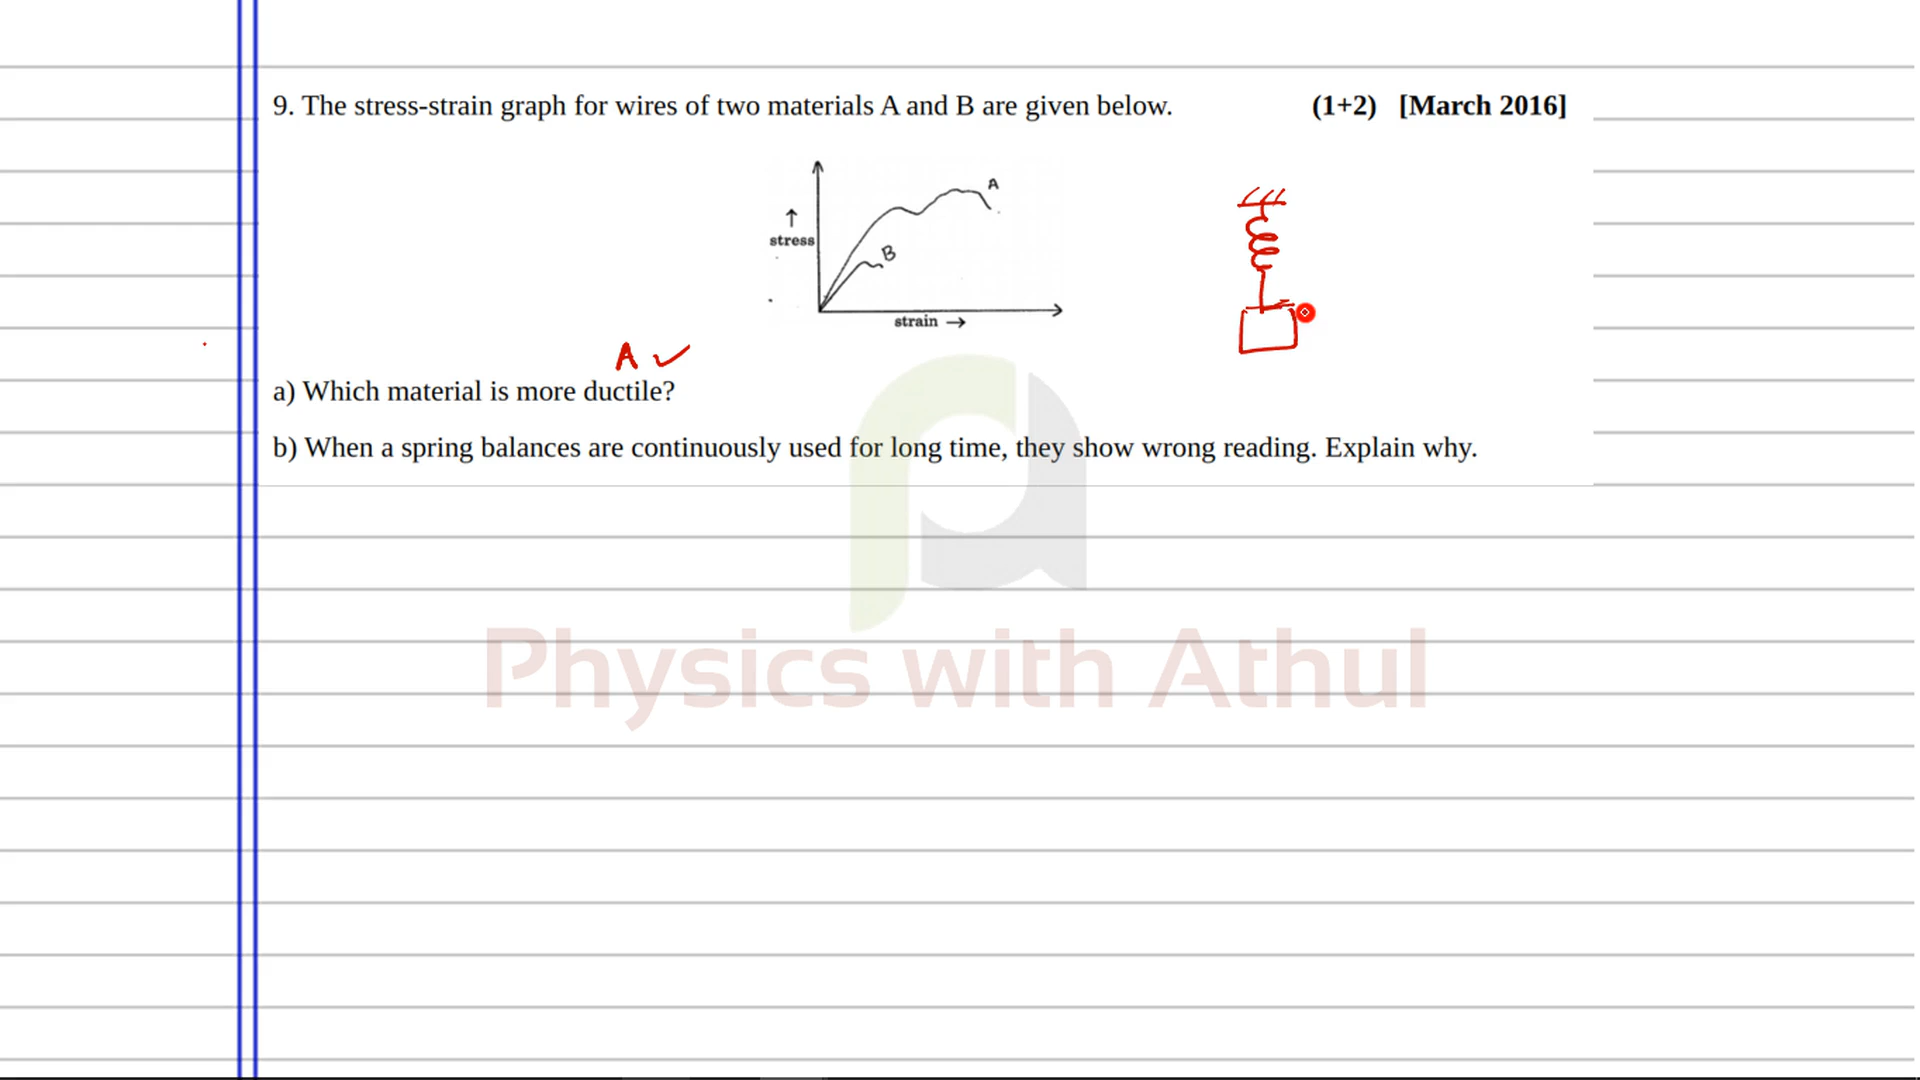 9. The stress-strain graph for wires of two materials A and B are given below. (1+2) [March 2016]
A
↑
stress
B
strain →
A ✓
a) Which material is more ductile?
b) When a spring balances are continuously used for long time, they show wrong reading. Explain why.
Physics with Athul